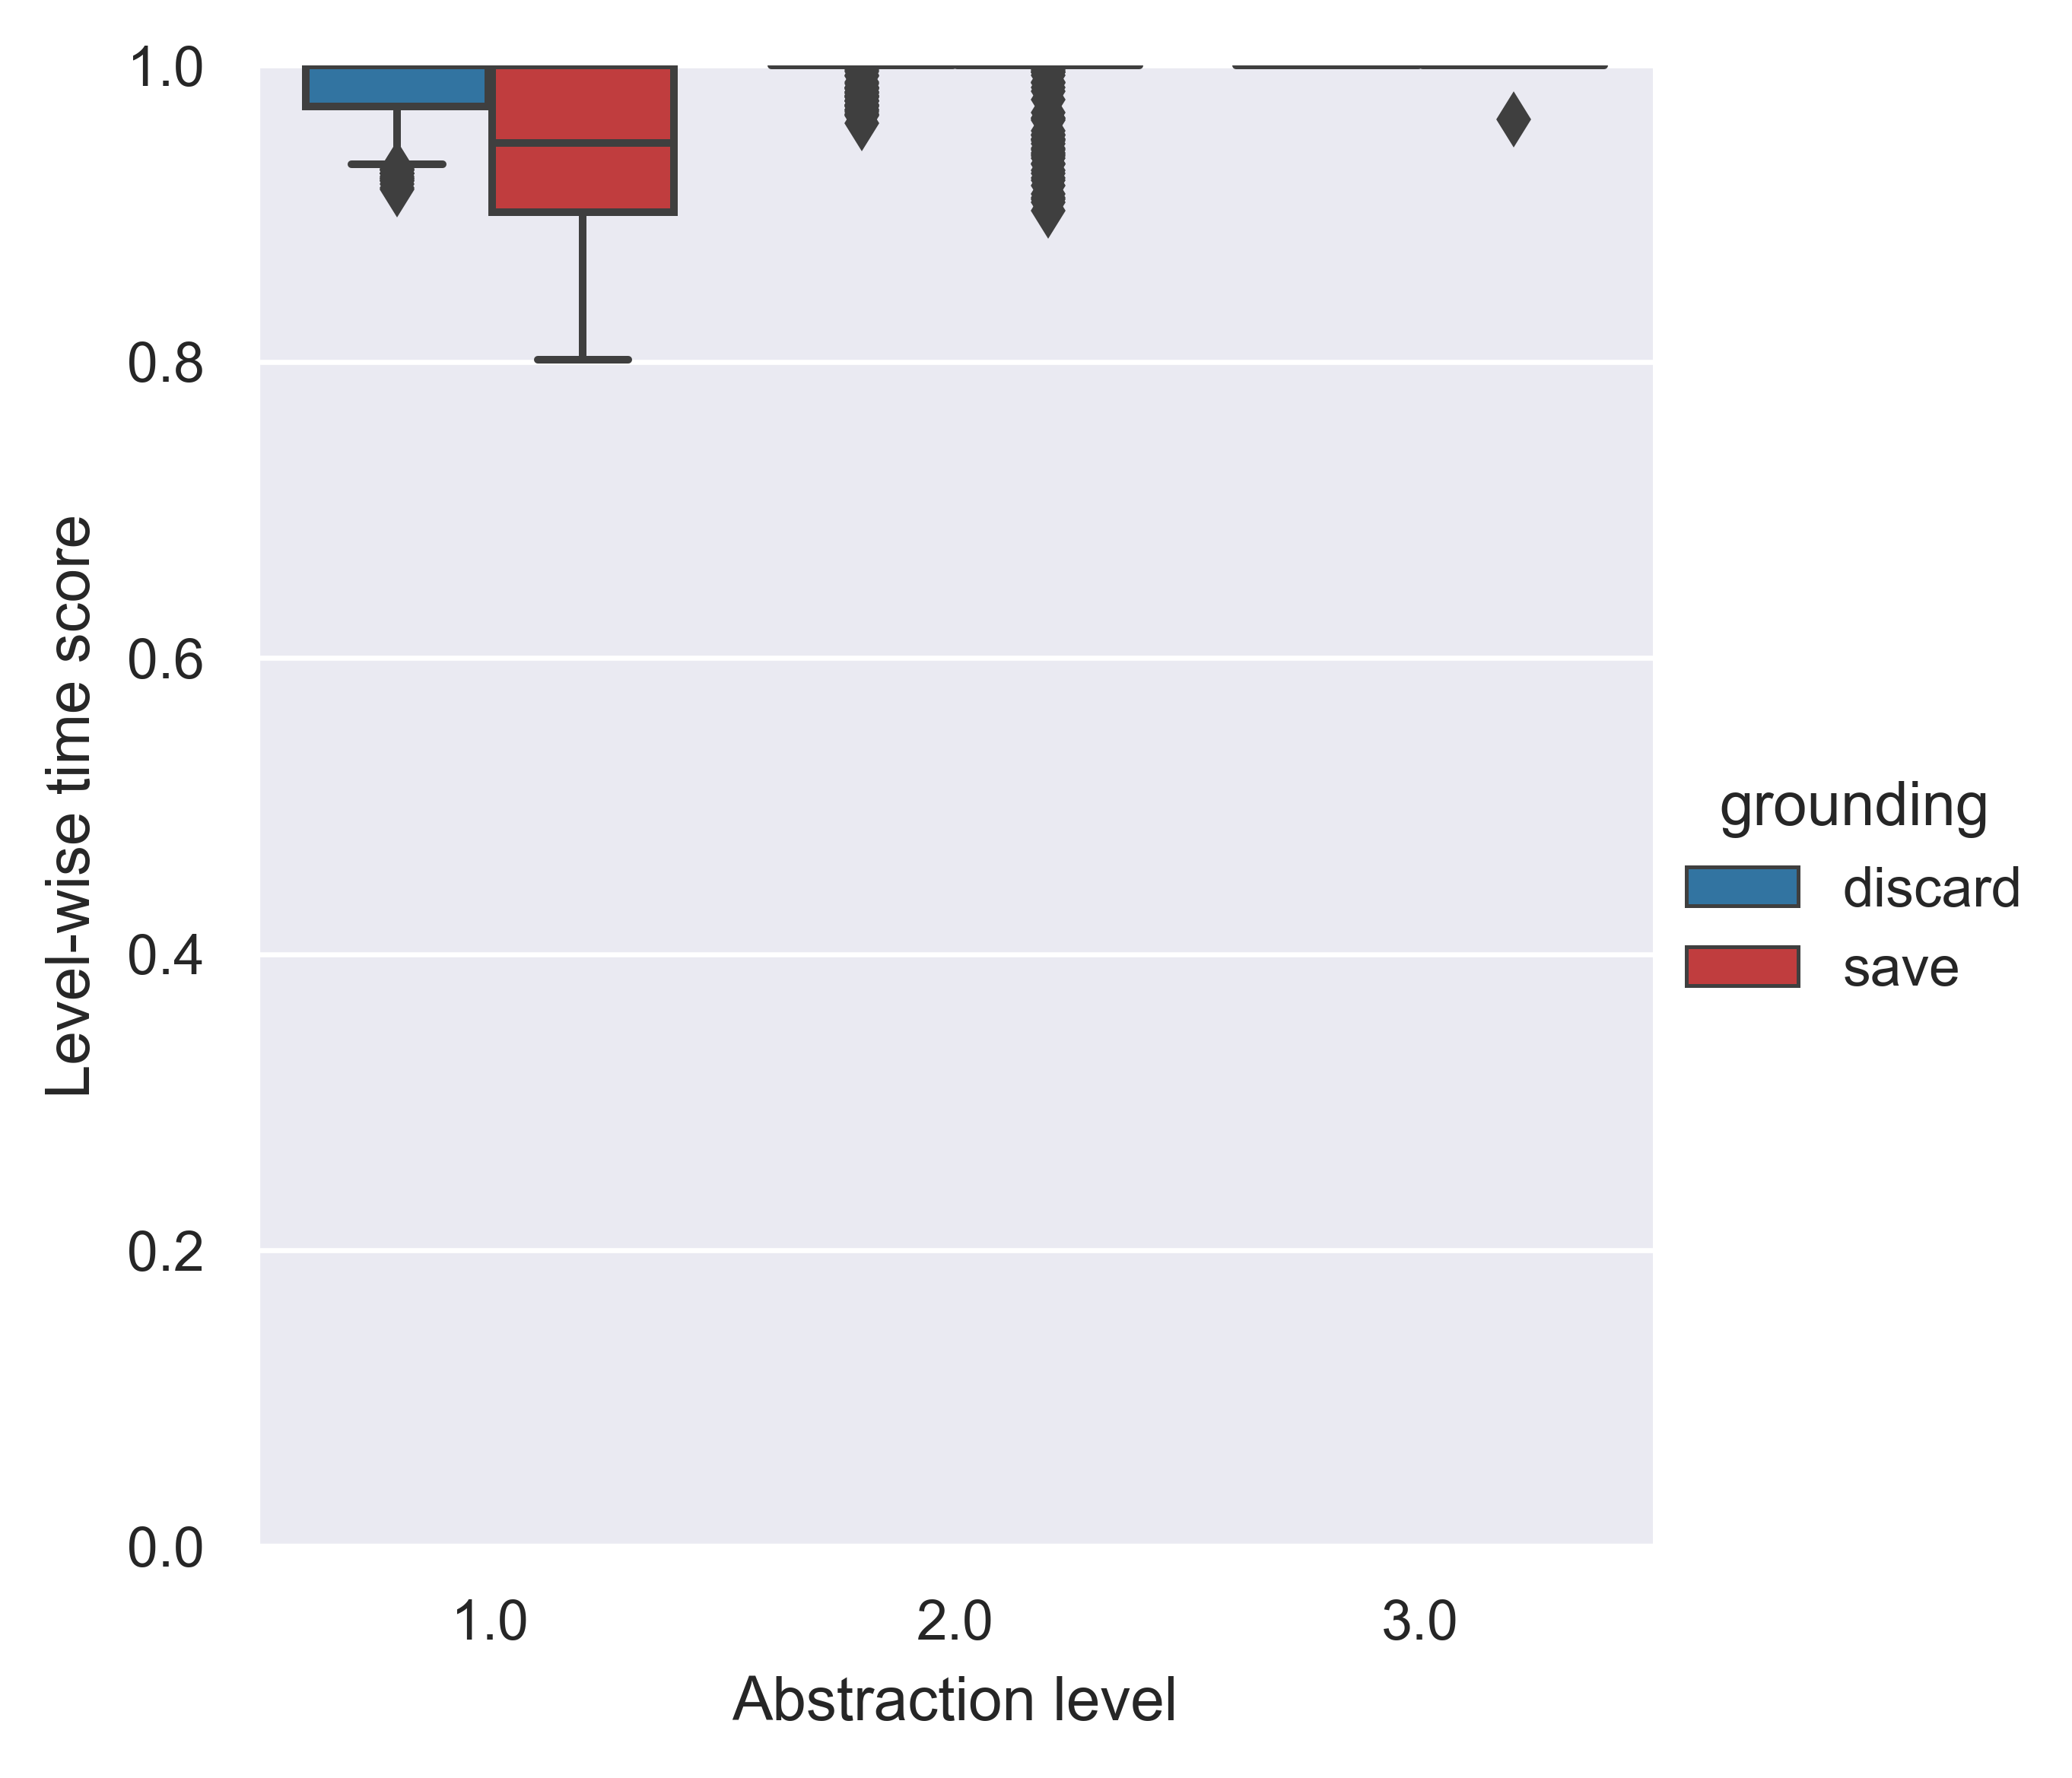 1.0
0.8
0.6
0.4
0.2
0.0
Level-wise time score
1.0 2.0 3.0
Abstraction level
grounding
discard
save